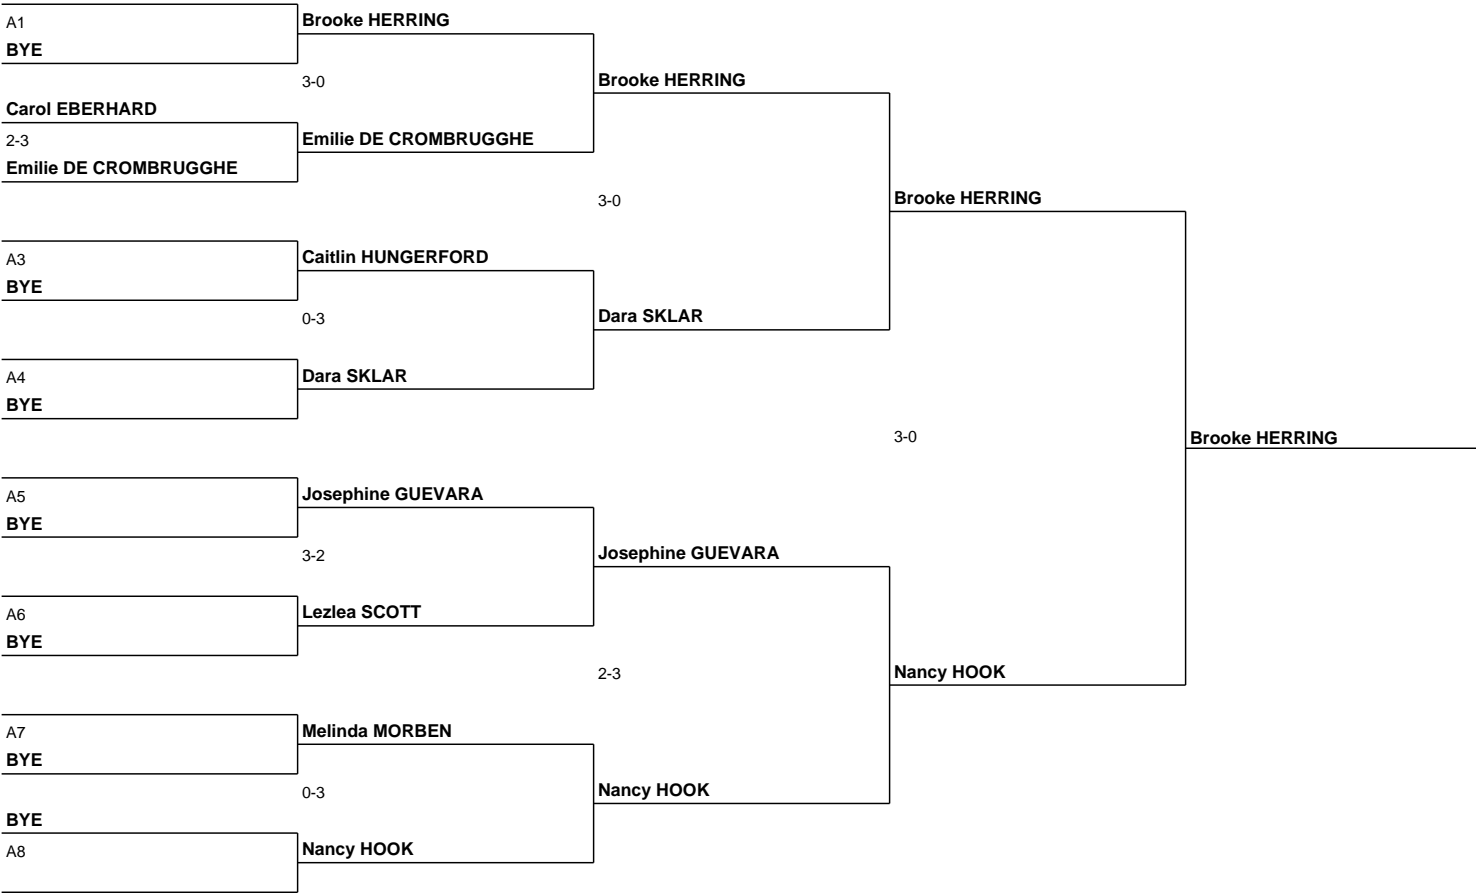 A1
BYE
Brooke HERRING
3-0
Carol EBERHARD
2-3
Emilie DE CROMBRUGGHE
Emilie DE CROMBRUGGHE
Brooke HERRING
3-0
A3
BYE
Caitlin HUNGERFORD
0-3
A4
BYE
Dara SKLAR
Dara SKLAR
Brooke HERRING
3-0
Brooke HERRING
A5
BYE
Josephine GUEVARA
3-2
A6
BYE
Lezlea SCOTT
Josephine GUEVARA
2-3
A7
BYE
Melinda MORBEN
0-3
BYE
A8
Nancy HOOK
Nancy HOOK
Nancy HOOK